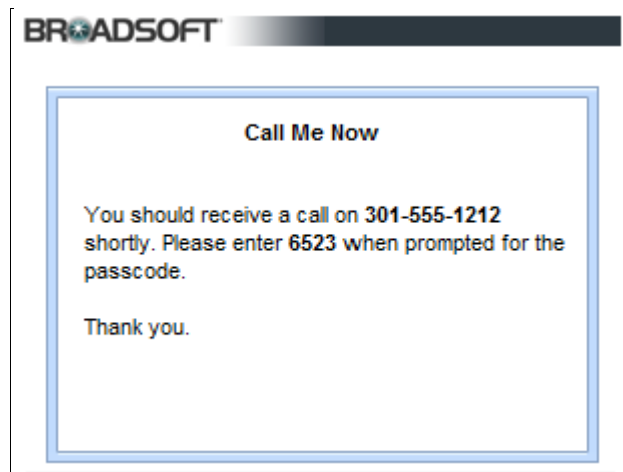 BROADSOFT
Call Me Now
You should receive a call on 301-555-1212
shortly. Please enter 6523 when prompted for the
passcode.
Thank you.